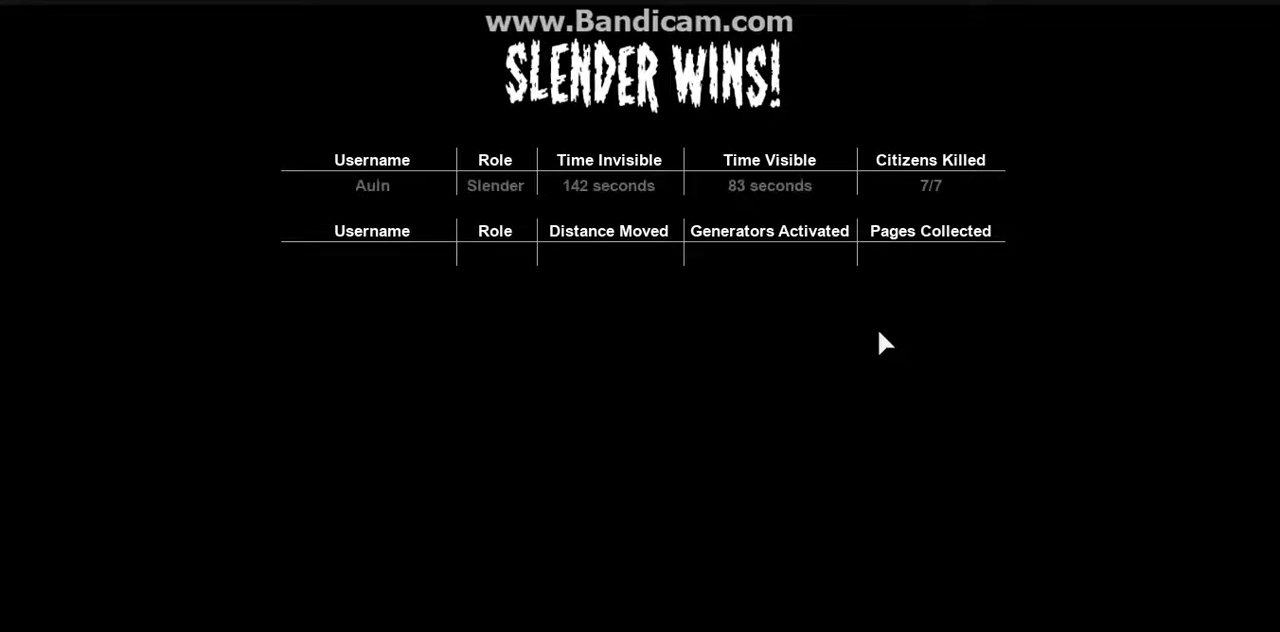 www.Bandicam.com
SLENDER WINS!
Username Role Time Invisible Time Visible Citizens Killed
Auln Slender 142 seconds 83 seconds 7/7
Username Role Distance Moved Generators Activated Pages Collected